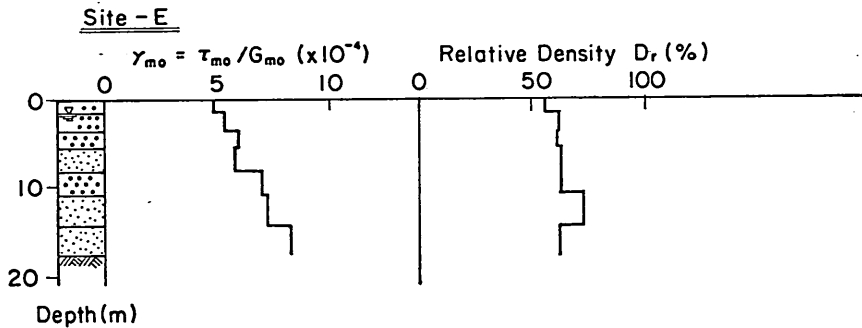 Site – E
γmo = τmo/Gmo (x10⁻⁴)
Relative Density Dr (%)
0 5 10 0 50 100
0
10
20
Depth(m)